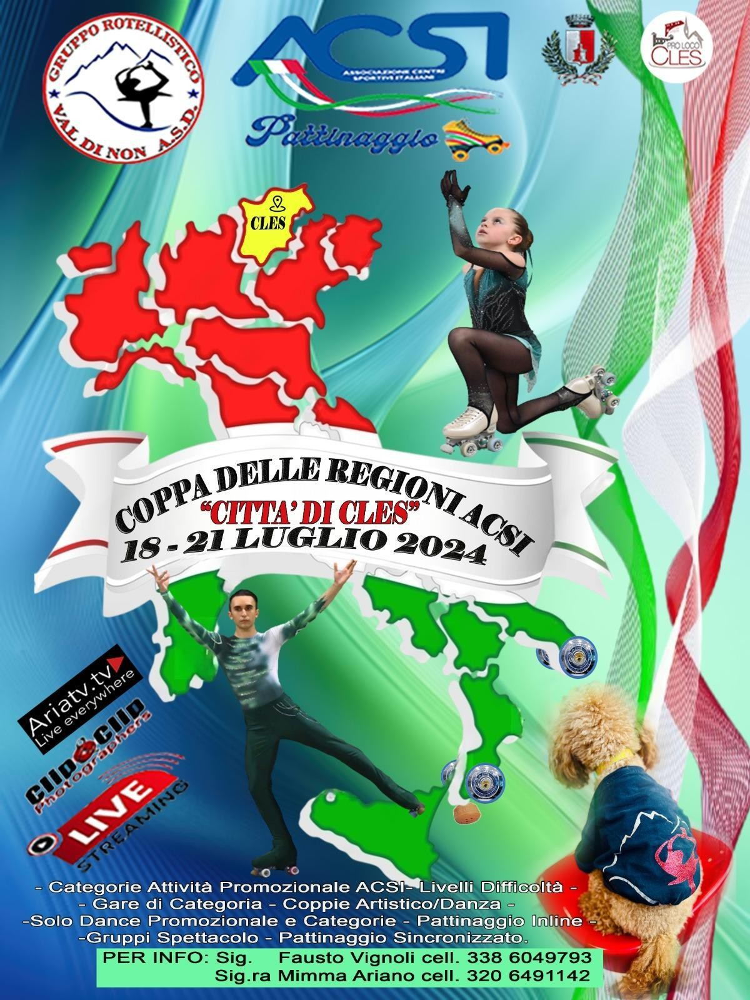 GRUPPO ROTELLISTICO
VAL DI NON A.S.D.
ACSI
ASSOCIAZIONE CENTRI
SPORTIVI ITALIANI
Pattinaggio
PRO LOCO
CLES
CLES
COPPA DELLE REGIONI ACSI
“CITTA’ DI CLES”
18 - 21 LUGLIO 2024
Ariatv.tv
Live everywhere
clip clip
photographers
LIVE
STREAMING
- Categorie Attività Promozionale ACSI- Livelli Difficoltà -
- Gare di Categoria - Coppie Artistico/Danza -
-Solo Dance Promozionale e Categorie - Pattinaggio Inline -
-Gruppi Spettacolo - Pattinaggio Sincronizzato.
PER INFO: Sig. Fausto Vignoli cell. 338 6049793
Sig.ra Mimma Ariano cell. 320 6491142